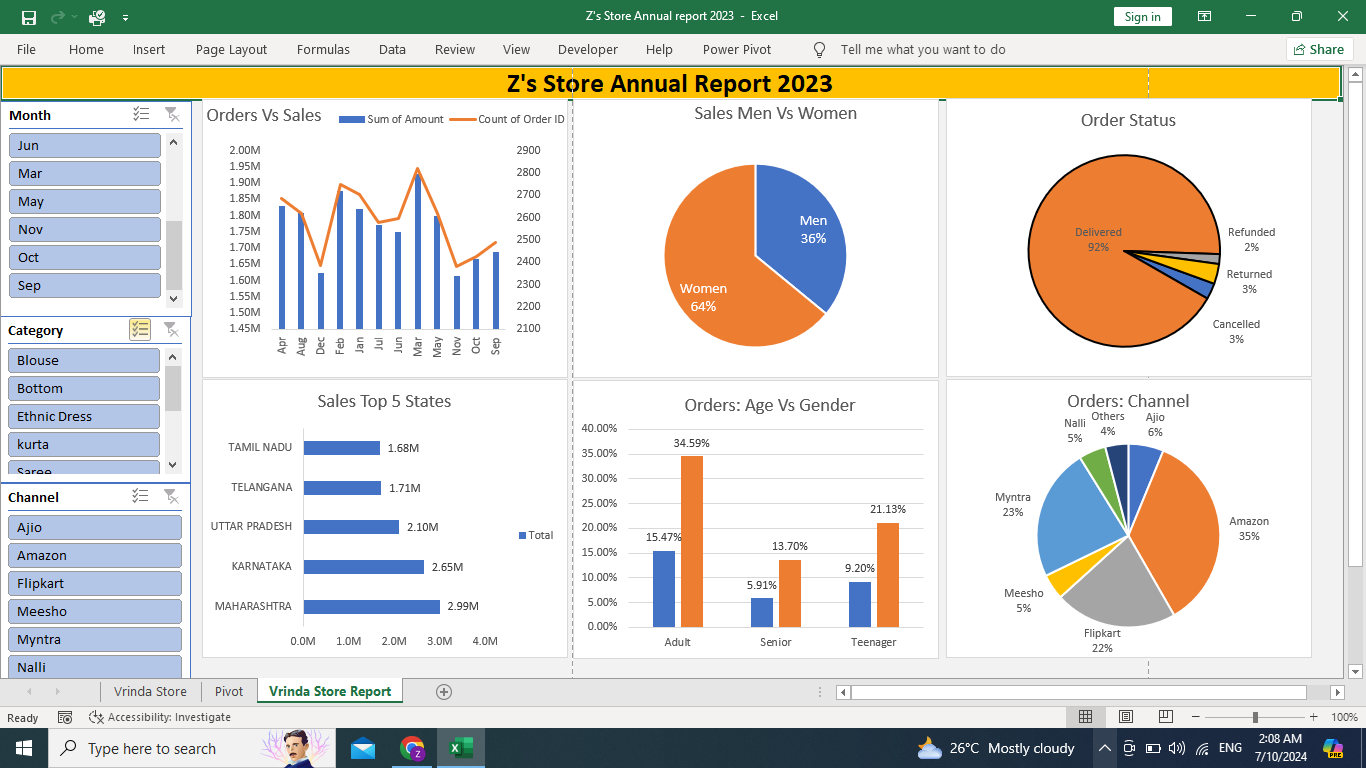 Z's Store Annual report 2023 - Excel
Sign in
File Home Insert Page Layout Formulas Data Review View Developer Help Power Pivot Tell me what you want to do Share
Z's Store Annual Report 2023
Month
Jun
Mar
May
Nov
Oct
Sep
Category
Blouse
Bottom
Ethnic Dress
kurta
Saree
Channel
Ajio
Amazon
Flipkart
Meesho
Myntra
Nalli
Orders Vs Sales
Sum of Amount Count of Order ID
2.00M
1.95M
1.90M
1.85M
1.80M
1.75M
1.70M
1.65M
1.60M
1.55M
1.50M
1.45M
2900
2800
2700
2600
2500
2400
2300
2200
2100
Apr Aug Dec Feb Jan Jul Jun Mar May Nov Oct Sep
Sales Men Vs Women
Men
36%
Women
64%
Order Status
Delivered
92%
Refunded
2%
Returned
3%
Cancelled
3%
Sales Top 5 States
TAMIL NADU 1.68M
TELANGANA 1.71M
UTTAR PRADESH 2.10M
KARNATAKA 2.65M
MAHARASHTRA 2.99M
0.0M 1.0M 2.0M 3.0M 4.0M
Total
Orders: Age Vs Gender
40.00%
35.00%
30.00%
25.00%
20.00%
15.00%
10.00%
5.00%
0.00%
15.47% 34.59%
5.91% 13.70%
9.20% 21.13%
Adult Senior Teenager
Orders: Channel
Ajio
6%
Amazon
35%
Flipkart
22%
Meesho
5%
Myntra
23%
Nalli
5%
Others
4%
Vrinda Store Pivot Vrinda Store Report
Ready Accessibility: Investigate 100%
Type here to search
Z
26°C Mostly cloudy
ENG
2:08 AM
7/10/2024
PRE